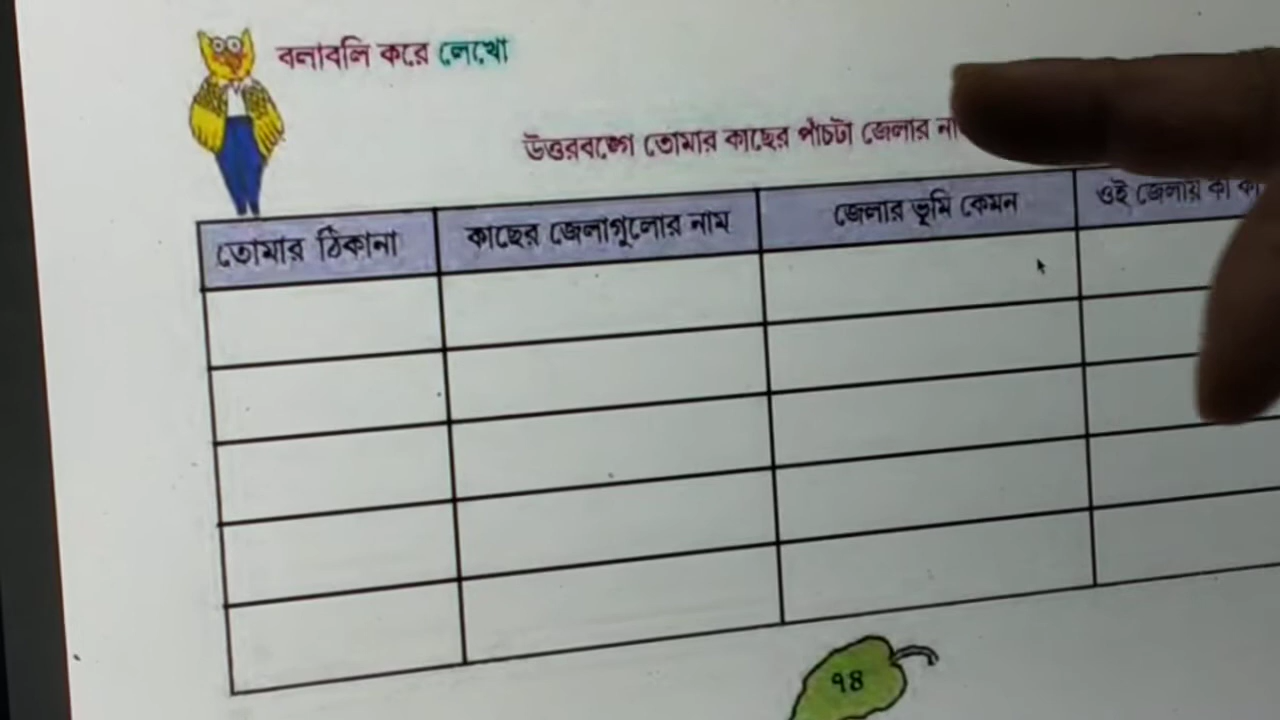 বলাবলি করে লেখো
উত্তরবঙ্গে তোমার কাছের পাঁচটা জেলার
তোমার ঠিকানা কাছের জেলাগুলোর নাম জেলার ভূমি কেমন ওই জেলায় কী
৭৪